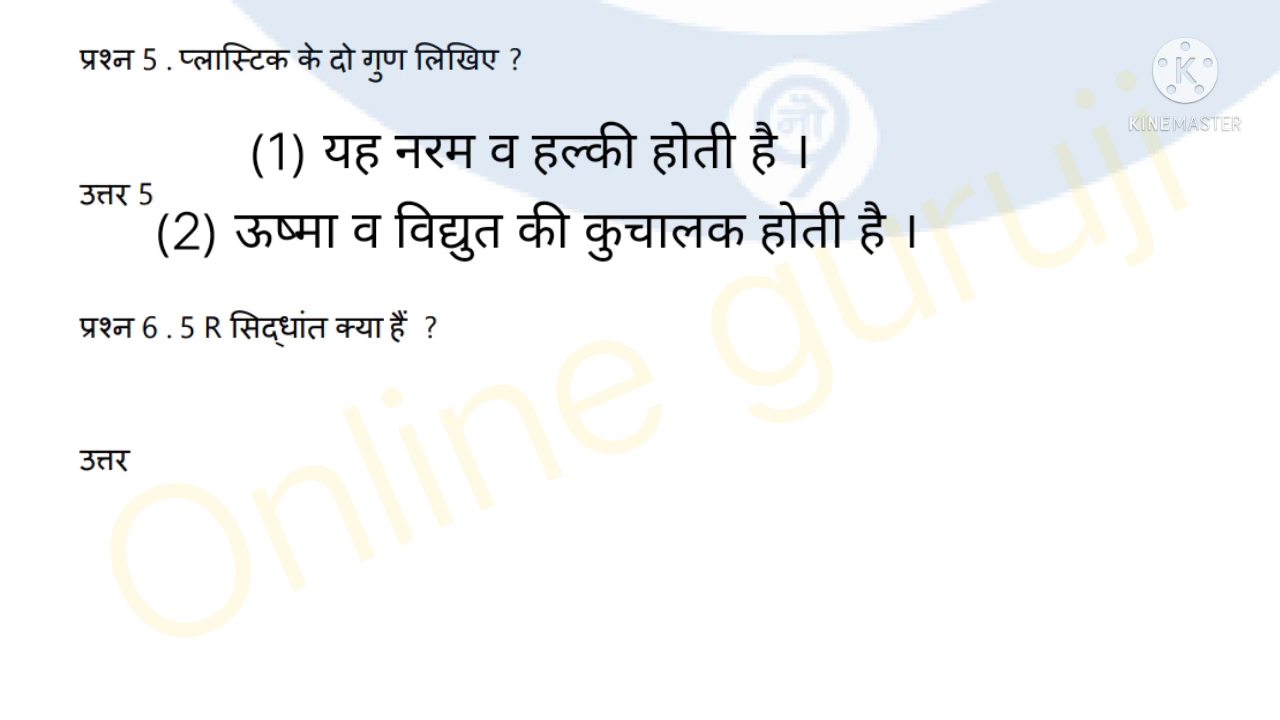 प्रश्न 5 . प्लास्टिक के दो गुण लिखिए ?
नौ
KINEMASTER
(1) यह नरम व हल्की होती है ।
उत्तर 5
(2) ऊष्मा व विद्युत की कुचालक होती है ।
प्रश्न 6 . 5 R सिद्धांत क्या हैं ?
उत्तर
Online guruji